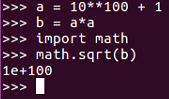 >>> a = 10**100 + 1
>>> b = a*a
>>> import math
>>> math.sqrt(b)
1e+100
>>>